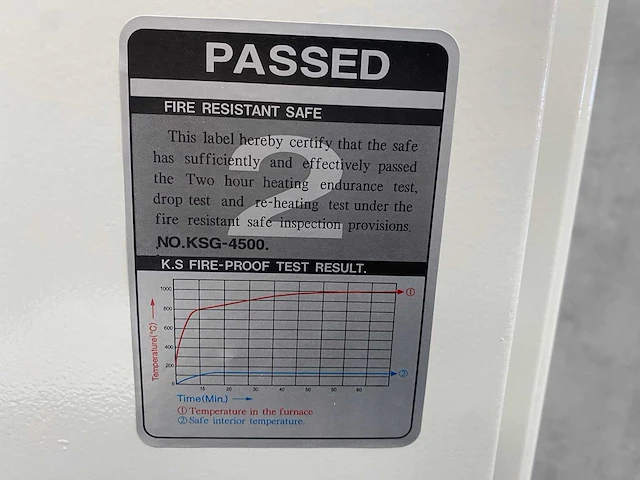 PASSED
FIRE RESISTANT SAFE
2
This label hereby certify that the safe
has sufficiently and effectively passed
the Two hour heating endurance test,
drop test and re-heating test under the
fire resistant safe inspection provisions.
NO.KSG-4500.
K.S FIRE-PROOF TEST RESULT.
Temperature(℃)
1000
800
600
400
200
0
①
②
15 20 30 40 50 60 80
Time(Min.)
① Temperature in the furnace
② Safe interior temperature.